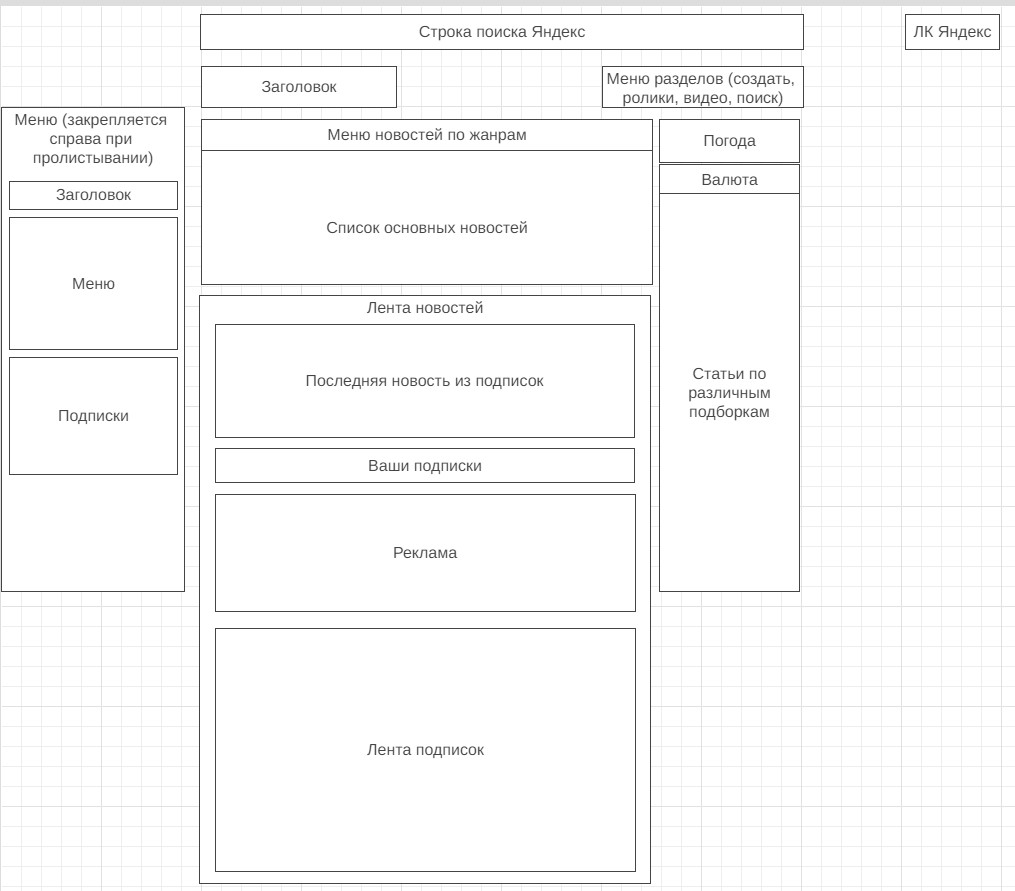 Строка поиска Яндекс
ЛК Яндекс
Заголовок
Меню разделов (создать,
ролики, видео, поиск)
Меню (закрепляется
справа при
пролистывании)
Заголовок
Меню
Подписки
Меню новостей по жанрам
Список основных новостей
Погода
Валюта
Статьи по
различным
подборкам
Лента новостей
Последняя новость из подписок
Ваши подписки
Реклама
Лента подписок